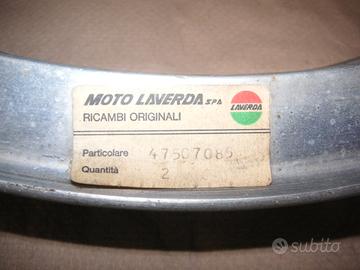 MOTO LAVERDA SPA
LAVERDA
RICAMBI ORIGINALI
Particolare 47507085
Quantità 2
subito